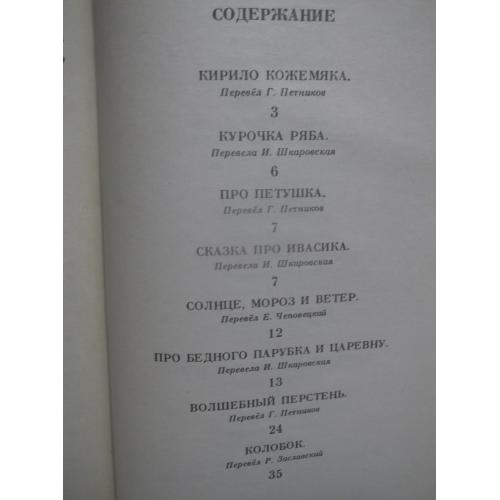 СОДЕРЖАНИЕ
КИРИЛО КОЖЕМЯКА.
Перевёл Г. Петников
3
КУРОЧКА РЯБА.
Перевела И. Шкаровская
6
ПРО ПЕТУШКА.
Перевёл Г. Петников
7
СКАЗКА ПРО ИВАСИКА.
Перевела И. Шкаровская
7
СОЛНЦЕ, МОРОЗ И ВЕТЕР.
Перевёл Е. Чеповецкий
12
ПРО БЕДНОГО ПАРУБКА И ЦАРЕВНУ.
Перевела И. Шкаровская
13
ВОЛШЕБНЫЙ ПЕРСТЕНЬ.
Перевёл Г. Петников
24
КОЛОБОК.
Перевёл Р. Заславский
35